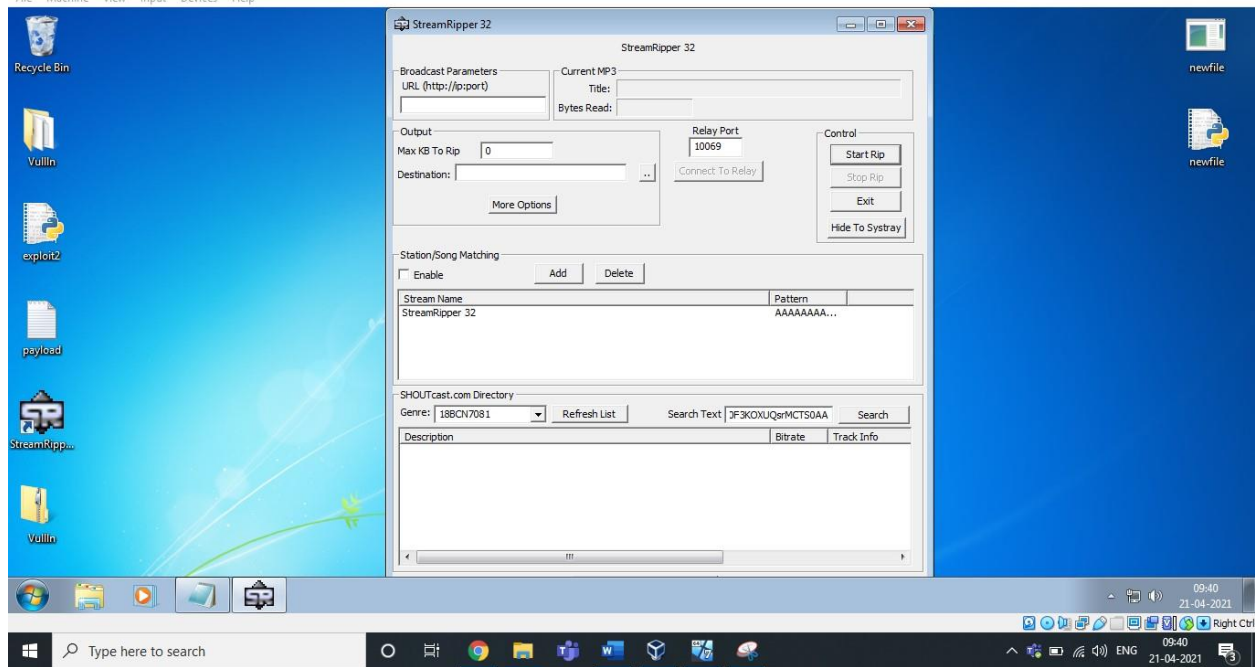 File Machine View Input Devices Help
StreamRipper 32
StreamRipper 32
Recycle Bin
newfile
Broadcast Parameters
Current MP3
URL (http://ip:port)
Title:
Bytes Read:
Output
Relay Port
Control
Max KB To Rip 0
10069
Start Rip
Destination: ..
Connect To Relay
Stop Rip
VullIn
newfile
More Options
Exit
Hide To Systray
exploit2
Station/Song Matching
Enable Add Delete
Stream Name Pattern
StreamRipper 32 AAAAAAAA...
payload
SHOUTcast.com Directory
Genre: 18BCN7081 Refresh List Search Text JF3KOXUQsrMCTS0AA Search
Description Bitrate Track Info
StreamRipp...
VullIn
09:40
21-04-2021
Right Ctrl
Type here to search
ENG
09:40
21-04-2021
3